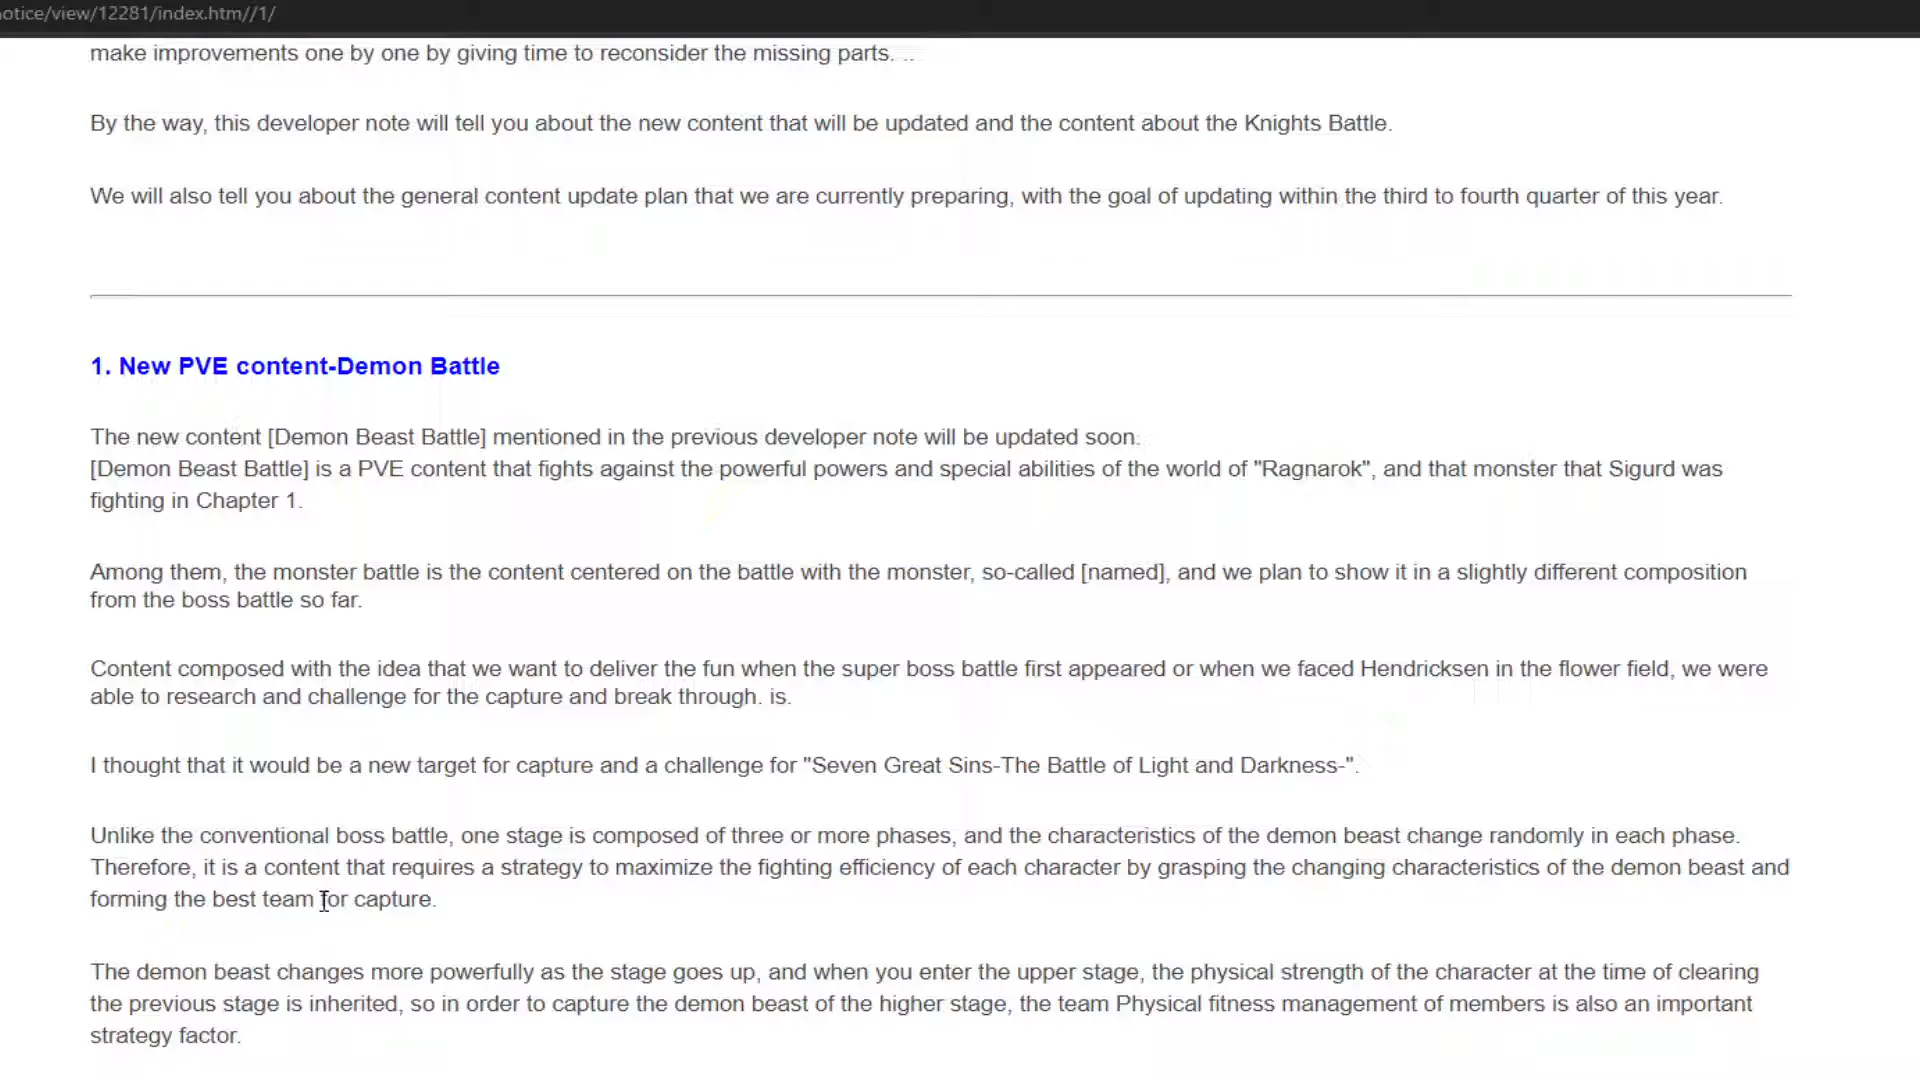 otice/view/12281/index.htm//1/
make improvements one by one by giving time to reconsider the missing parts. ..
By the way, this developer note will tell you about the new content that will be updated and the content about the Knights Battle.
We will also tell you about the general content update plan that we are currently preparing, with the goal of updating within the third to fourth quarter of this year.
1. New PVE content-Demon Battle
The new content [Demon Beast Battle] mentioned in the previous developer note will be updated soon.
[Demon Beast Battle] is a PVE content that fights against the powerful powers and special abilities of the world of "Ragnarok", and that monster that Sigurd was
fighting in Chapter 1.
Among them, the monster battle is the content centered on the battle with the monster, so-called [named], and we plan to show it in a slightly different composition
from the boss battle so far.
Content composed with the idea that we want to deliver the fun when the super boss battle first appeared or when we faced Hendricksen in the flower field, we were
able to research and challenge for the capture and break through. is.
I thought that it would be a new target for capture and a challenge for "Seven Great Sins-The Battle of Light and Darkness-".
Unlike the conventional boss battle, one stage is composed of three or more phases, and the characteristics of the demon beast change randomly in each phase.
Therefore, it is a content that requires a strategy to maximize the fighting efficiency of each character by grasping the changing characteristics of the demon beast and
forming the best team for capture.
The demon beast changes more powerfully as the stage goes up, and when you enter the upper stage, the physical strength of the character at the time of clearing
the previous stage is inherited, so in order to capture the demon beast of the higher stage, the team Physical fitness management of members is also an important
strategy factor.